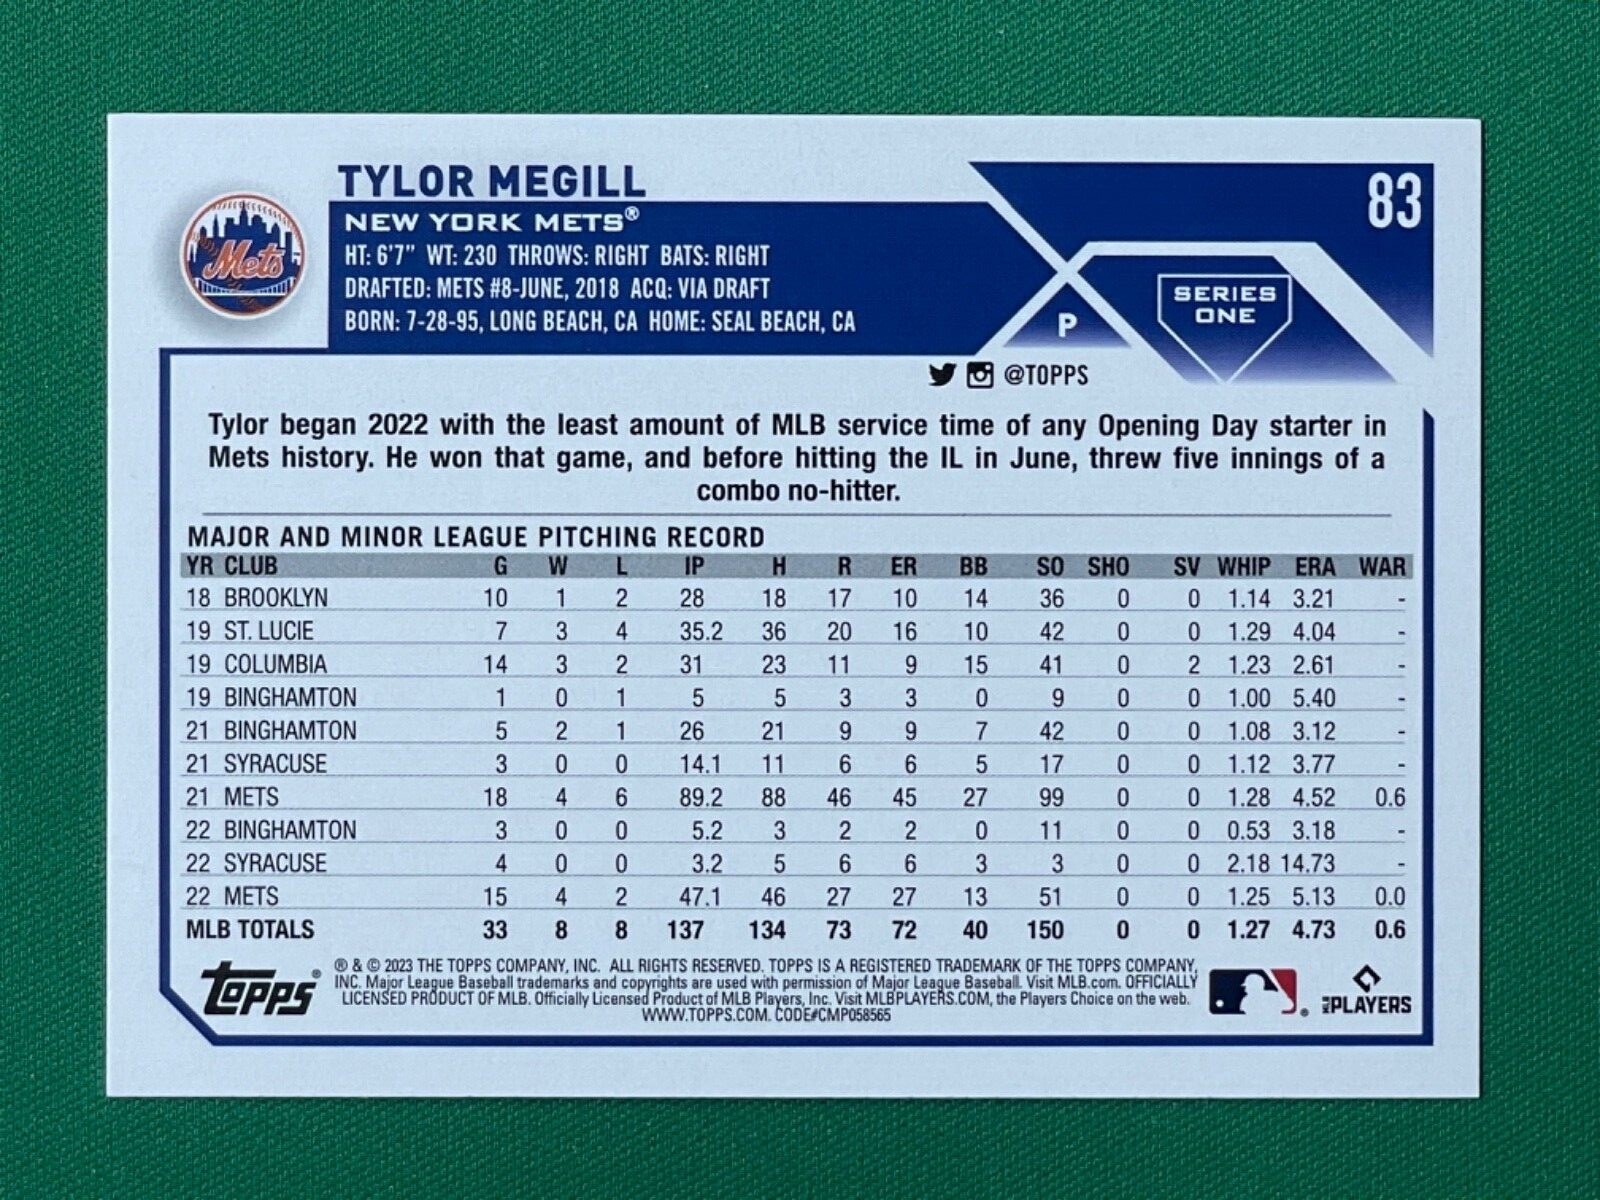 TYLOR MEGILL
83
Mets
NEW YORK METS®
HT: 6'7" WT: 230 THROWS: RIGHT BATS: RIGHT
DRAFTED: METS #8-JUNE, 2018 ACQ: VIA DRAFT
BORN: 7-28-95, LONG BEACH, CA HOME: SEAL BEACH, CA
P
SERIES
ONE
@TOPPS
Tylor began 2022 with the least amount of MLB service time of any Opening Day starter in
Mets history. He won that game, and before hitting the IL in June, threw five innings of a
combo no-hitter.
MAJOR AND MINOR LEAGUE PITCHING RECORD
YR CLUB G W L IP H R ER BB SO SHO SV WHIP ERA WAR
18 BROOKLYN 10 1 2 28 18 17 10 14 36 0 0 1.14 3.21 -
19 ST. LUCIE 7 3 4 35.2 36 20 16 10 42 0 0 1.29 4.04 -
19 COLUMBIA 14 3 2 31 23 11 9 15 41 0 2 1.23 2.61 -
19 BINGHAMTON 1 0 1 5 5 3 3 0 9 0 0 1.00 5.40 -
21 BINGHAMTON 5 2 1 26 21 9 9 7 42 0 0 1.08 3.12 -
21 SYRACUSE 3 0 0 14.1 11 6 6 5 17 0 0 1.12 3.77 -
21 METS 18 4 6 89.2 88 46 45 27 99 0 0 1.28 4.52 0.6
22 BINGHAMTON 3 0 0 5.2 3 2 2 0 11 0 0 0.53 3.18 -
22 SYRACUSE 4 0 0 3.2 5 6 6 3 3 0 0 2.18 14.73 -
22 METS 15 4 2 47.1 46 27 27 13 51 0 0 1.25 5.13 0.0
MLB TOTALS 33 8 8 137 134 73 72 40 150 0 0 1.27 4.73 0.6
topps®
® & © 2023 THE TOPPS COMPANY, INC. ALL RIGHTS RESERVED. TOPPS IS A REGISTERED TRADEMARK OF THE TOPPS COMPANY,
INC. Major League Baseball trademarks and copyrights are used with permission of Major League Baseball. Visit MLB.com. OFFICIALLY
LICENSED PRODUCT OF MLB. Officially Licensed Product of MLB Players, Inc. Visit MLBPLAYERS.COM, the Players Choice on the web.
WWW.TOPPS.COM. CODE#CMP058565
®
MLB PLAYERS